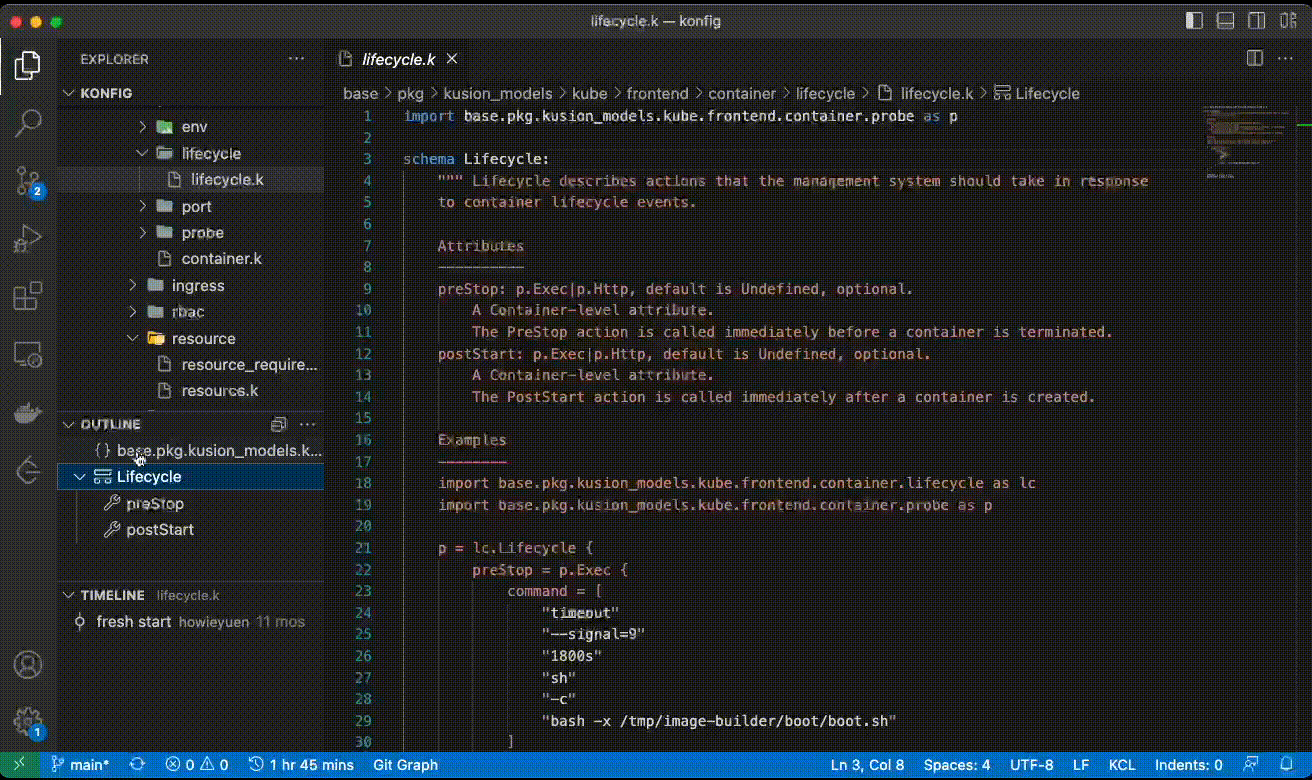 lifecycle.k — konfig
EXPLORER
KONFIG
env
lifecycle
lifecycle.k
port
probe
container.k
ingress
rbac
resource
resource_require...
resource.k
OUTLINE
base.pkg.kusion_models.k...
Lifecycle
preStop
postStart
TIMELINE lifecycle.k
fresh start howieyuen 11 mos
lifecycle.k
base > pkg > kusion_models > kube > frontend > container > lifecycle > lifecycle.k > Lifecycle
1 import base.pkg.kusion_models.kube.frontend.container.probe as p
2
3 schema Lifecycle:
4 """ Lifecycle describes actions that the management system should take in response
5 to container lifecycle events.
6
7 Attributes
8 ----------
9 preStop: p.Exec|p.Http, default is Undefined, optional.
10 A Container-level attribute.
11 The PreStop action is called immediately before a container is terminated.
12 postStart: p.Exec|p.Http, default is Undefined, optional.
13 A Container-level attribute.
14 The PostStart action is called immediately after a container is created.
15
16 Examples
17 --------
18 import base.pkg.kusion_models.kube.frontend.container.lifecycle as lc
19 import base.pkg.kusion_models.kube.frontend.container.probe as p
20
21 p = lc.Lifecycle {
22 preStop = p.Exec {
23 command = [
24 "timeout"
25 "--signal=9"
26 "1800s"
27 "sh"
28 "-c"
29 "bash -x /tmp/image-builder/boot/boot.sh"
30 ]
2
1
main* 0 0 1 hr 45 mins Git Graph Ln 3, Col 8 Spaces: 4 UTF-8 LF KCL Indents: 0